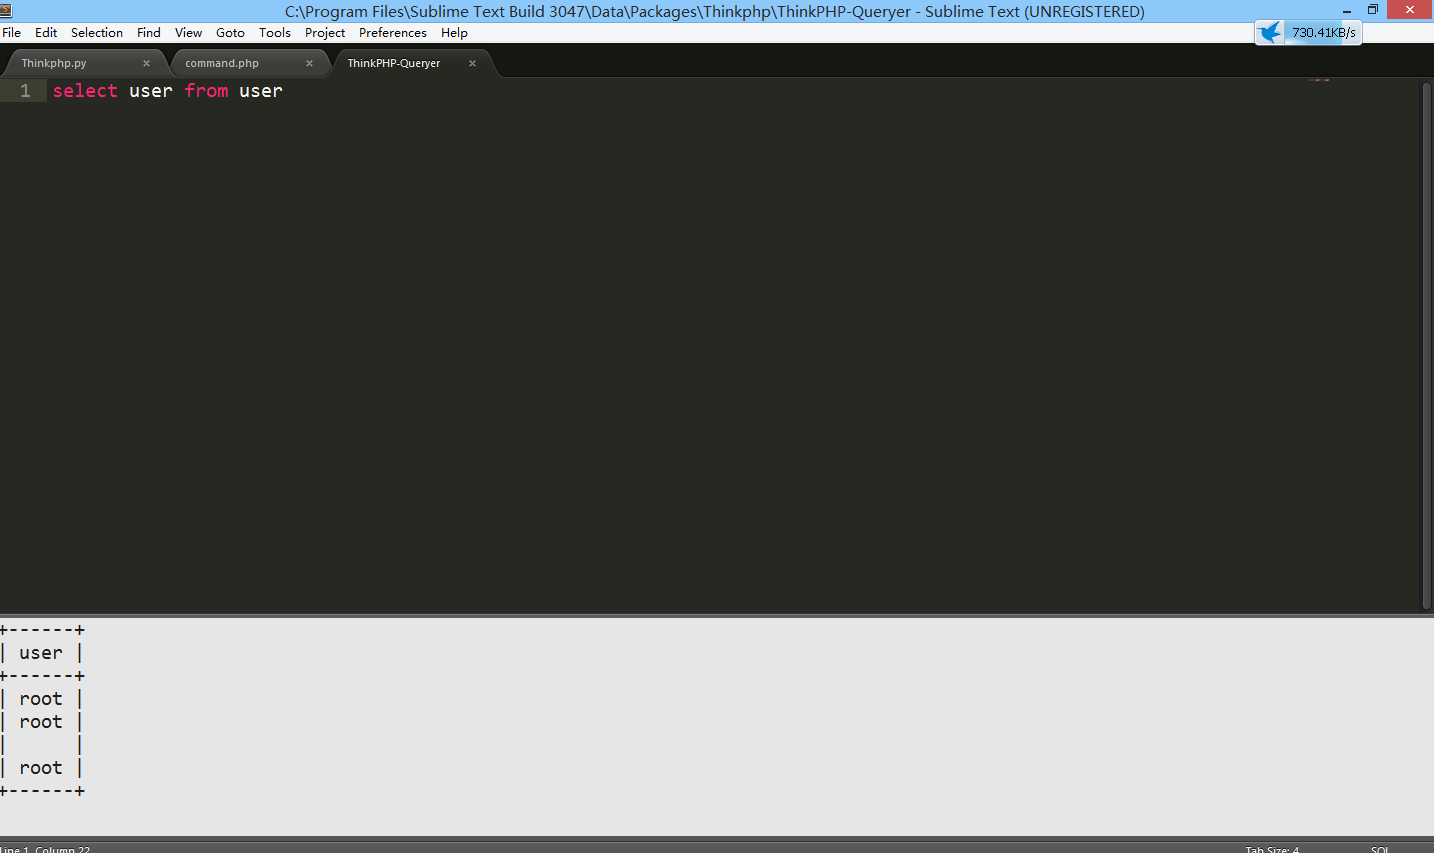 C:\Program Files\Sublime Text Build 3047\Data\Packages\Thinkphp\ThinkPHP-Queryer - Sublime Text (UNREGISTERED)
File Edit Selection Find View Goto Tools Project Preferences Help
730.41KB/s
Thinkphp.py × command.php × ThinkPHP-Queryer ×
1 select user from user
+------+
| user |
+------+
| root |
| root |
|      |
| root |
+------+
Line 1, Column 22 Tab Size: 4 SQL